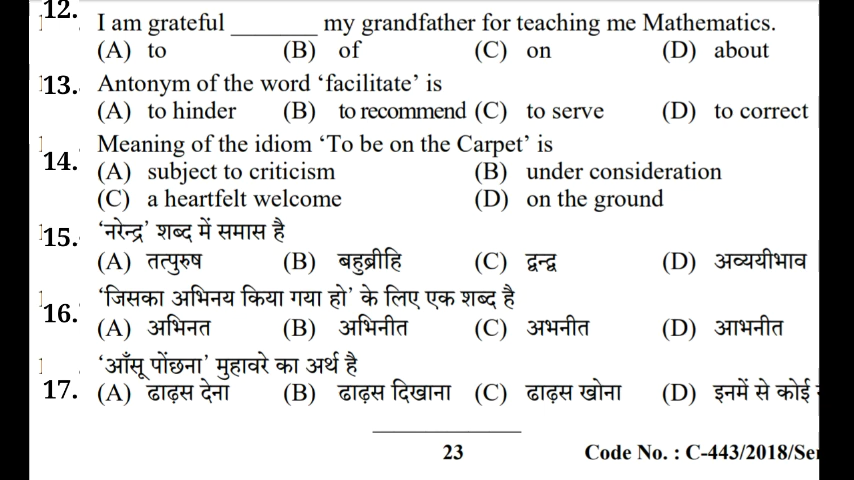 12. I am grateful ________ my grandfather for teaching me Mathematics.
(A) to (B) of (C) on (D) about
13. Antonym of the word ‘facilitate’ is
(A) to hinder (B) to recommend (C) to serve (D) to correct
14. Meaning of the idiom ‘To be on the Carpet’ is
(A) subject to criticism (B) under consideration
(C) a heartfelt welcome (D) on the ground
15. ‘नरेन्द्र’ शब्द में समास है
(A) तत्पुरुष (B) बहुब्रीहि (C) द्वन्द्व (D) अव्ययीभाव
16. ‘जिसका अभिनय किया गया हो’ के लिए एक शब्द है
(A) अभिनत (B) अभिनीत (C) अभनीत (D) आभनीत
‘आँसू पोंछना’ मुहावरे का अर्थ है
17. (A) ढाढ़स देना (B) ढाढ़स दिखाना (C) ढाढ़स खोना (D) इनमें से कोई
23 Code No. : C-443/2018/Ser